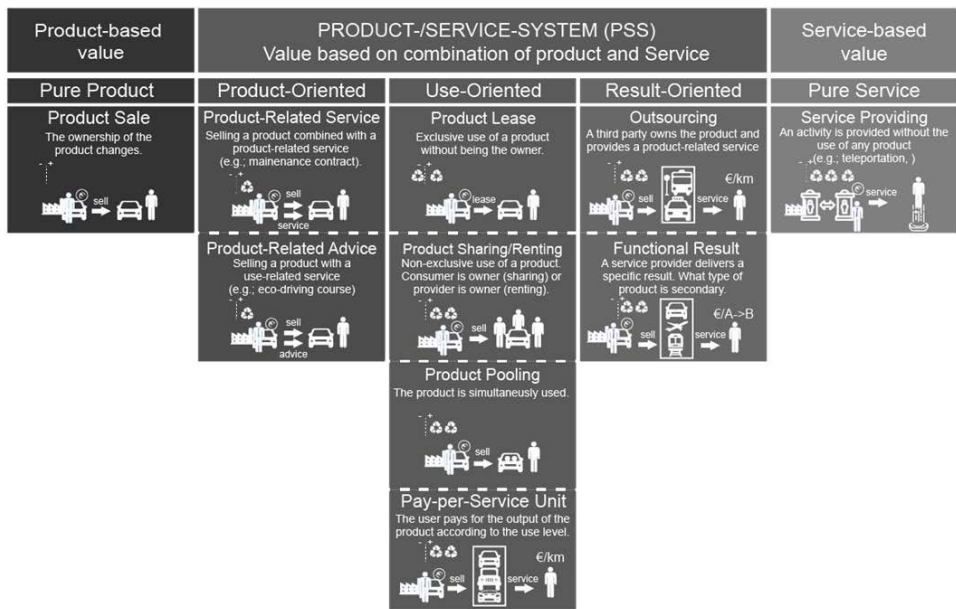 Product-based
value
PRODUCT-/SERVICE-SYSTEM (PSS)
Value based on combination of product and Service
Service-based
value
Pure Product
Product-Oriented
Use-Oriented
Result-Oriented
Pure Service
Product Sale
The ownership of the
product changes.
- +
sell
Product-Related Service
Selling a product combined with a
product-related service
(e.g.; mainenance contract).
- +
sell
service
Product Lease
Exclusive use of a product
without being the owner.
- +
lease
Outsourcing
A third party owns the product and
provides a product-related service
- +
€/km
sell
service
Service Providing
An activity is provided without the
use of any product
(e.g.; teleportation, )
- +
service
Product-Related Advice
Selling a product with a
use-related service
(e.g.; eco-driving course)
- +
sell
advice
Product Sharing/Renting
Non-exclusive use of a product.
Consumer is owner (sharing) or
provider is owner (renting).
- +
sell
Functional Result
A service provider delivers a
specific result. What type of
product is secondary.
- +
€/A->B
sell
service
Product Pooling
The product is simultaneusly used.
- +
sell
Pay-per-Service Unit
The user pays for the output of the
product according to the use level.
- +
€/km
sell
service